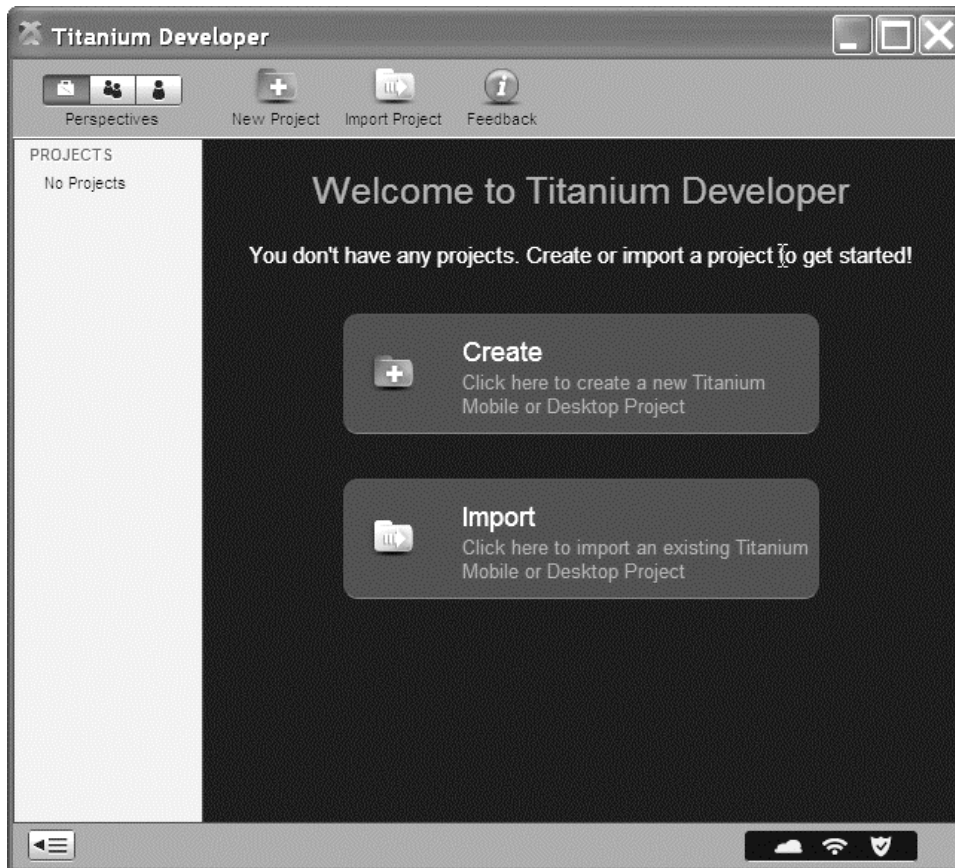 Titanium Developer
Perspectives
New Project
Import Project
Feedback
PROJECTS
No Projects
Welcome to Titanium Developer
You don't have any projects. Create or import a project to get started!
Create
Click here to create a new Titanium
Mobile or Desktop Project
Import
Click here to import an existing Titanium
Mobile or Desktop Project